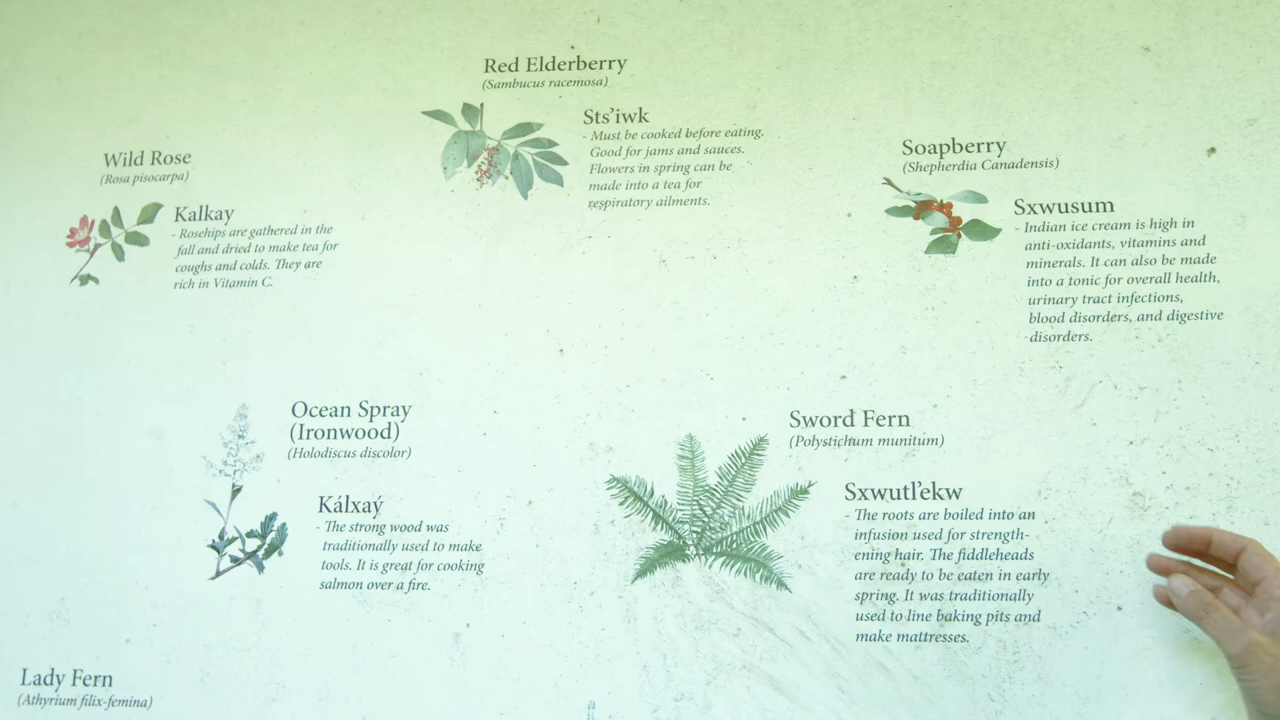 Red Elderberry
(Sambucus racemosa)
Sts'iwk
- Must be cooked before eating.
Good for jams and sauces.
Flowers in spring can be
made into a tea for
respiratory ailments.
Wild Rose
(Rosa pisocarpa)
Kalkay
- Rosehips are gathered in the
fall and dried to make tea for
coughs and colds. They are
rich in Vitamin C.
Soapberry
(Shepherdia Canadensis)
Sxwusum
- Indian ice cream is high in
anti-oxidants, vitamins and
minerals. It can also be made
into a tonic for overall health,
urinary tract infections,
blood disorders, and digestive
disorders.
Ocean Spray
(Ironwood)
(Holodiscus discolor)
Kálxaý
- The strong wood was
traditionally used to make
tools. It is great for cooking
salmon over a fire.
Sword Fern
(Polystichum munitum)
Sxwutl'ekw
- The roots are boiled into an
infusion used for strength-
ening hair. The fiddleheads
are ready to be eaten in early
spring. It was traditionally
used to line baking pits and
make mattresses.
Lady Fern
(Athyrium filix-femina)